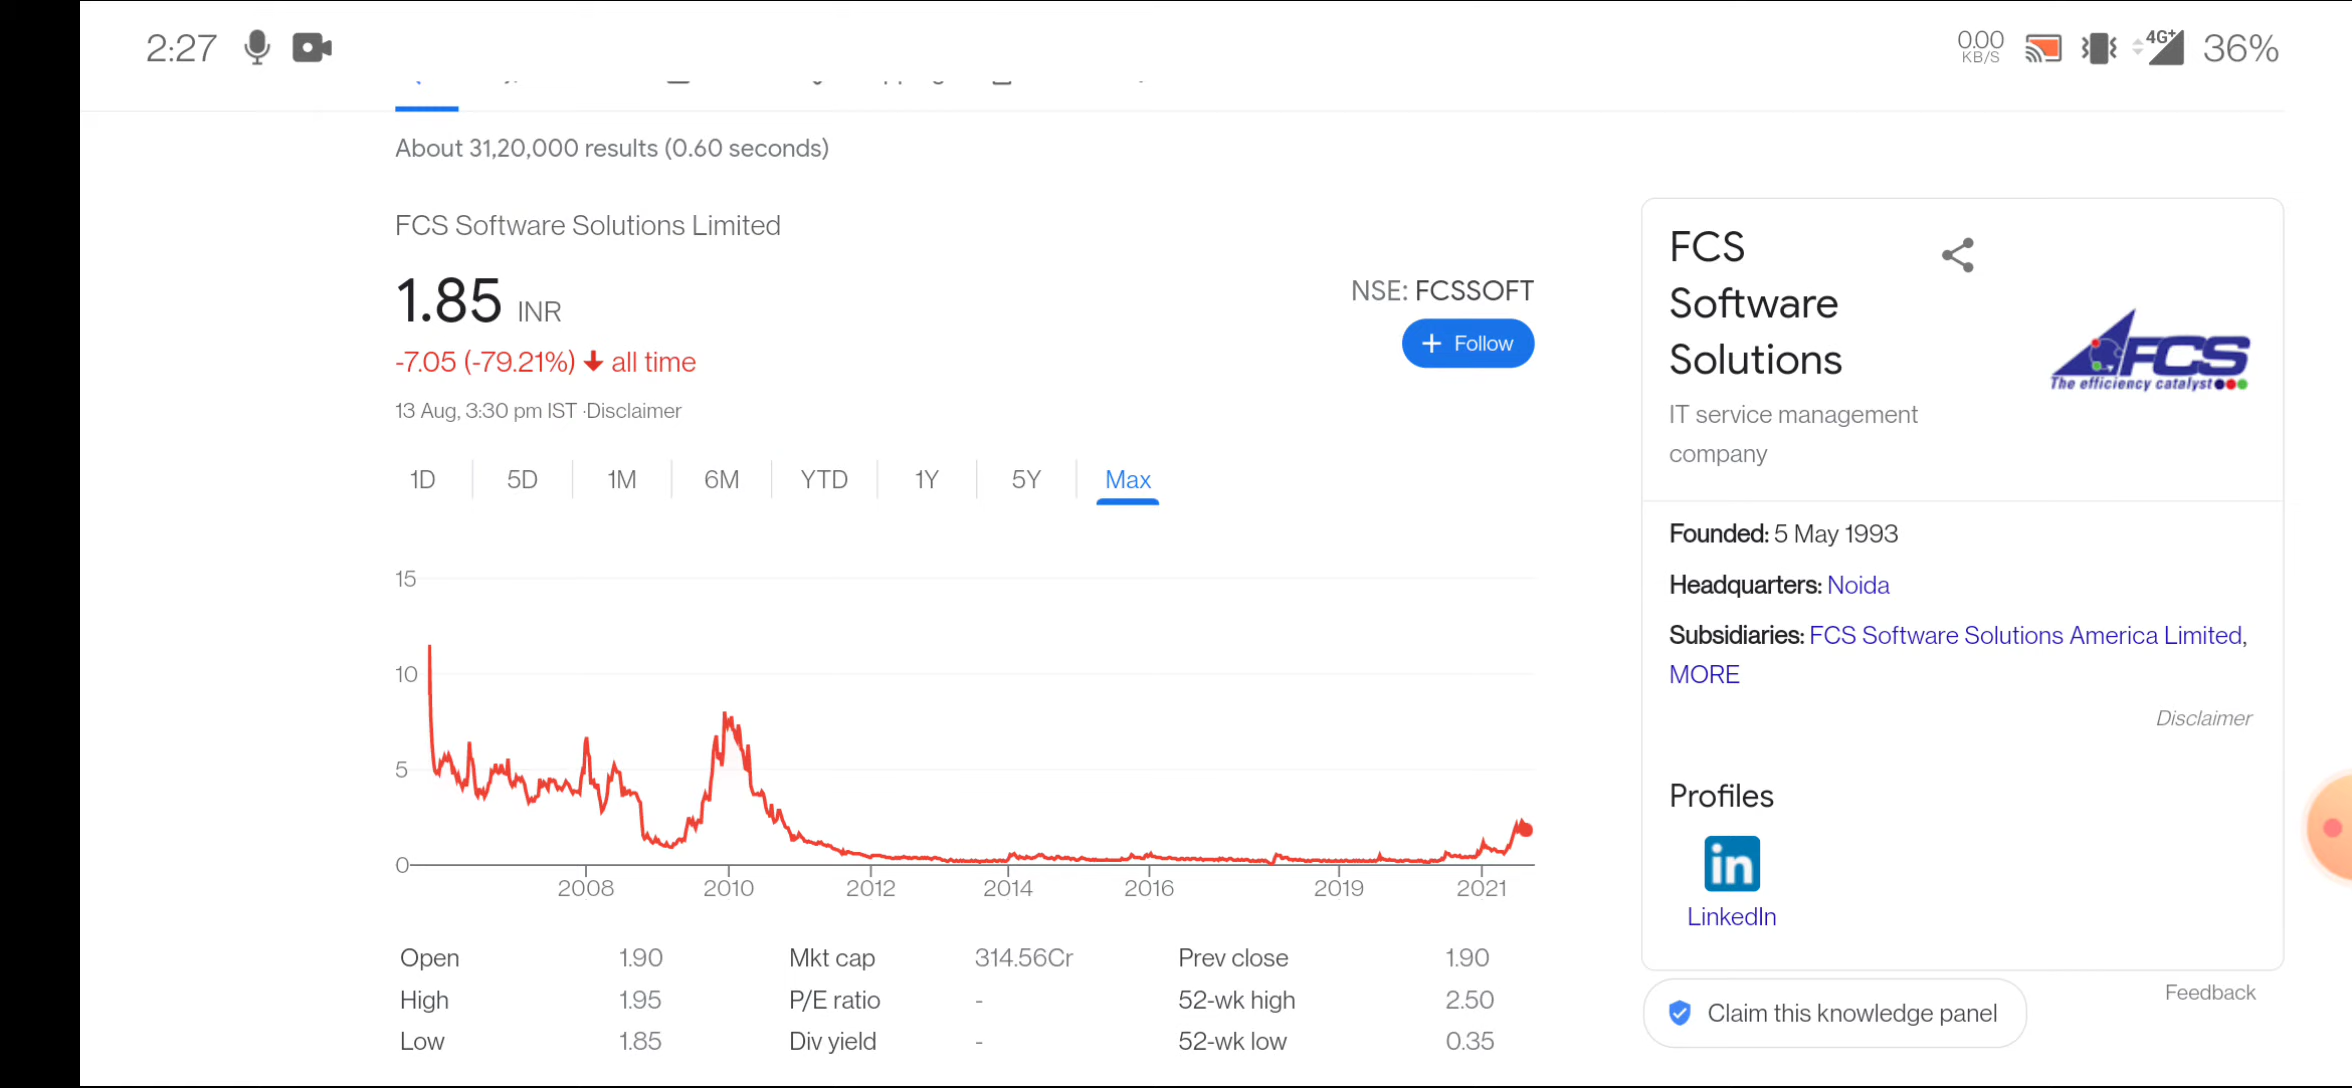 2:27
0.00
KB/S
4G+
36%
About 31,20,000 results (0.60 seconds)
FCS Software Solutions Limited
1.85 INR
NSE: FCSSOFT
+ Follow
-7.05 (-79.21%) all time
13 Aug, 3:30 pm IST ·Disclaimer
1D 5D 1M 6M YTD 1Y 5Y Max
15
10
5
0
2008 2010 2012 2014 2016 2019 2021
Open 1.90 Mkt cap 314.56Cr Prev close 1.90
High 1.95 P/E ratio - 52-wk high 2.50
Low 1.85 Div yield - 52-wk low 0.35
FCS
Software
Solutions
FCS
The efficiency catalyst
IT service management
company
Founded: 5 May 1993
Headquarters: Noida
Subsidiaries: FCS Software Solutions America Limited,
MORE
Disclaimer
Profiles
in
LinkedIn
Claim this knowledge panel
Feedback